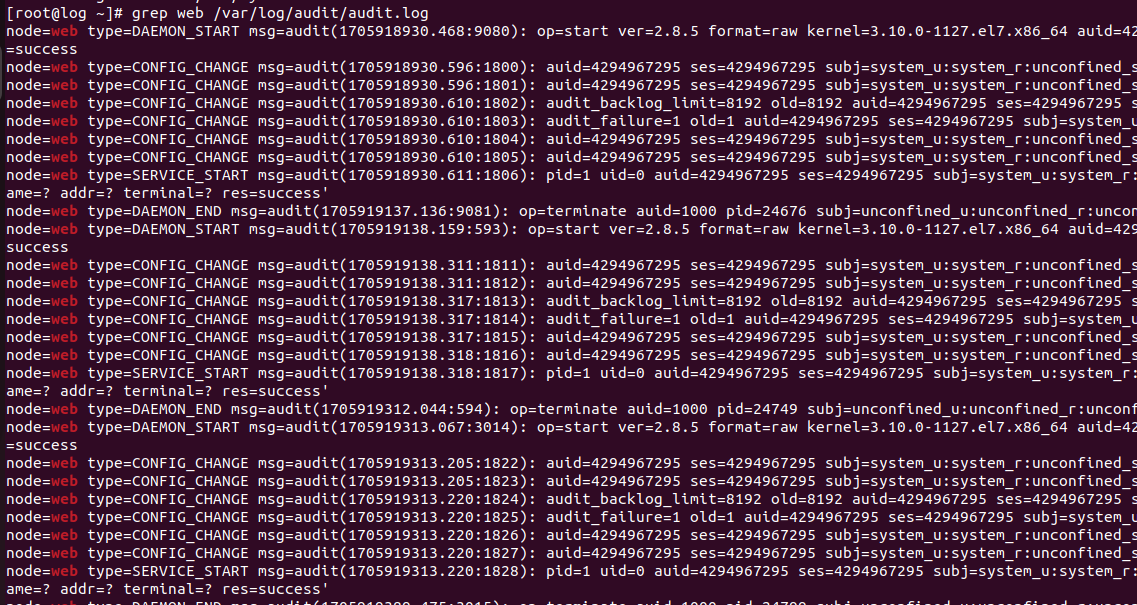 [root@log ~]# grep web /var/log/audit/audit.log
node=web type=DAEMON_START msg=audit(1705918930.468:9080): op=start ver=2.8.5 format=raw kernel=3.10.0-1127.el7.x86_64 auid=42
=success
node=web type=CONFIG_CHANGE msg=audit(1705918930.596:1800): auid=4294967295 ses=4294967295 subj=system_u:system_r:unconfined_s
node=web type=CONFIG_CHANGE msg=audit(1705918930.596:1801): auid=4294967295 ses=4294967295 subj=system_u:system_r:unconfined_s
node=web type=CONFIG_CHANGE msg=audit(1705918930.610:1802): audit_backlog_limit=8192 old=8192 auid=4294967295 ses=4294967295 s
node=web type=CONFIG_CHANGE msg=audit(1705918930.610:1803): audit_failure=1 old=1 auid=4294967295 ses=4294967295 subj=system_u
node=web type=CONFIG_CHANGE msg=audit(1705918930.610:1804): auid=4294967295 ses=4294967295 subj=system_u:system_r:unconfined_s
node=web type=CONFIG_CHANGE msg=audit(1705918930.610:1805): auid=4294967295 ses=4294967295 subj=system_u:system_r:unconfined_s
node=web type=SERVICE_START msg=audit(1705918930.611:1806): pid=1 uid=0 auid=4294967295 ses=4294967295 subj=system_u:system_r:
ame=? addr=? terminal=? res=success'
node=web type=DAEMON_END msg=audit(1705919137.136:9081): op=terminate auid=1000 pid=24676 subj=unconfined_u:unconfined_r:uncon
node=web type=DAEMON_START msg=audit(1705919138.159:593): op=start ver=2.8.5 format=raw kernel=3.10.0-1127.el7.x86_64 auid=429
success
node=web type=CONFIG_CHANGE msg=audit(1705919138.311:1811): auid=4294967295 ses=4294967295 subj=system_u:system_r:unconfined_s
node=web type=CONFIG_CHANGE msg=audit(1705919138.311:1812): auid=4294967295 ses=4294967295 subj=system_u:system_r:unconfined_s
node=web type=CONFIG_CHANGE msg=audit(1705919138.317:1813): audit_backlog_limit=8192 old=8192 auid=4294967295 ses=4294967295 s
node=web type=CONFIG_CHANGE msg=audit(1705919138.317:1814): audit_failure=1 old=1 auid=4294967295 ses=4294967295 subj=system_u
node=web type=CONFIG_CHANGE msg=audit(1705919138.317:1815): auid=4294967295 ses=4294967295 subj=system_u:system_r:unconfined_s
node=web type=CONFIG_CHANGE msg=audit(1705919138.318:1816): auid=4294967295 ses=4294967295 subj=system_u:system_r:unconfined_s
node=web type=SERVICE_START msg=audit(1705919138.318:1817): pid=1 uid=0 auid=4294967295 ses=4294967295 subj=system_u:system_r:
ame=? addr=? terminal=? res=success'
node=web type=DAEMON_END msg=audit(1705919312.044:594): op=terminate auid=1000 pid=24749 subj=unconfined_u:unconfined_r:unconf
node=web type=DAEMON_START msg=audit(1705919313.067:3014): op=start ver=2.8.5 format=raw kernel=3.10.0-1127.el7.x86_64 auid=42
=success
node=web type=CONFIG_CHANGE msg=audit(1705919313.205:1822): auid=4294967295 ses=4294967295 subj=system_u:system_r:unconfined_s
node=web type=CONFIG_CHANGE msg=audit(1705919313.205:1823): auid=4294967295 ses=4294967295 subj=system_u:system_r:unconfined_s
node=web type=CONFIG_CHANGE msg=audit(1705919313.220:1824): audit_backlog_limit=8192 old=8192 auid=4294967295 ses=4294967295 s
node=web type=CONFIG_CHANGE msg=audit(1705919313.220:1825): audit_failure=1 old=1 auid=4294967295 ses=4294967295 subj=system_u
node=web type=CONFIG_CHANGE msg=audit(1705919313.220:1826): auid=4294967295 ses=4294967295 subj=system_u:system_r:unconfined_s
node=web type=CONFIG_CHANGE msg=audit(1705919313.220:1827): auid=4294967295 ses=4294967295 subj=system_u:system_r:unconfined_s
node=web type=SERVICE_START msg=audit(1705919313.220:1828): pid=1 uid=0 auid=4294967295 ses=4294967295 subj=system_u:system_r:
ame=? addr=? terminal=? res=success'